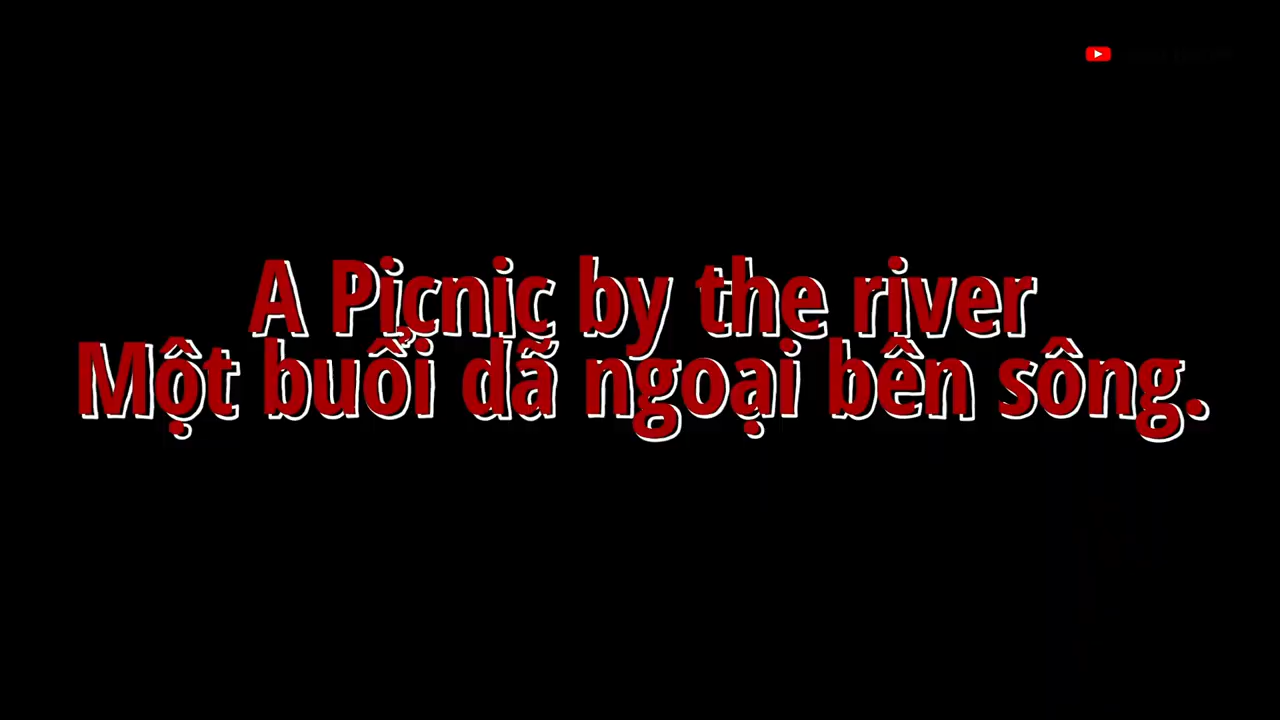 A Picnic by the river
Một buổi dã ngoại bên sông.